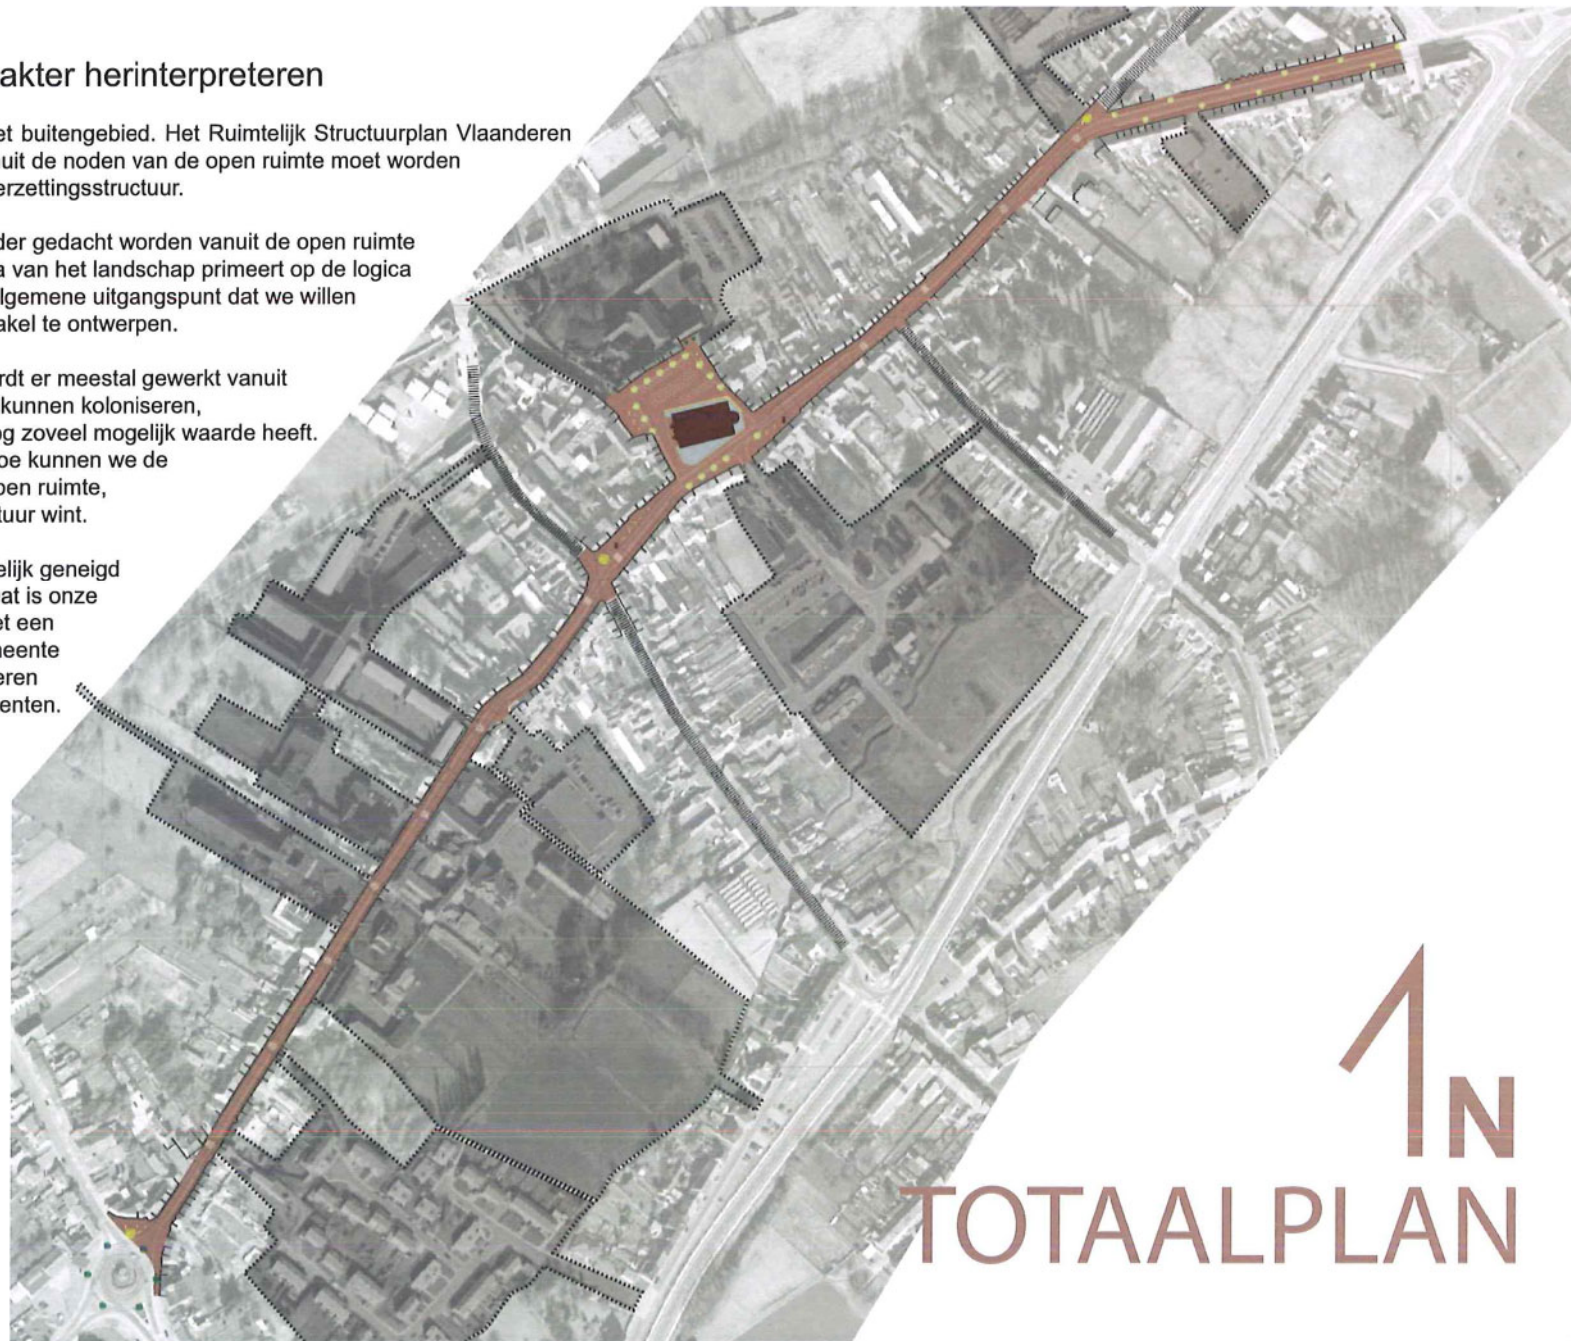 akter herinterpreteren
et buitengebied. Het Ruimtelijk Structuurplan Vlaanderen
uit de noden van de open ruimte moet worden
erzettingsstructuur.
der gedacht worden vanuit de open ruimte
a van het landschap primeert op de logica
lgemene uitgangspunt dat we willen
akel te ontwerpen.
rdt er meestal gewerkt vanuit
kunnen koloniseren,
og zoveel mogelijk waarde heeft.
oe kunnen we de
pen ruimte,
tuur wint.
elijk geneigd
at is onze
et een
neente
eren
enten.
N
TOTAALPLAN